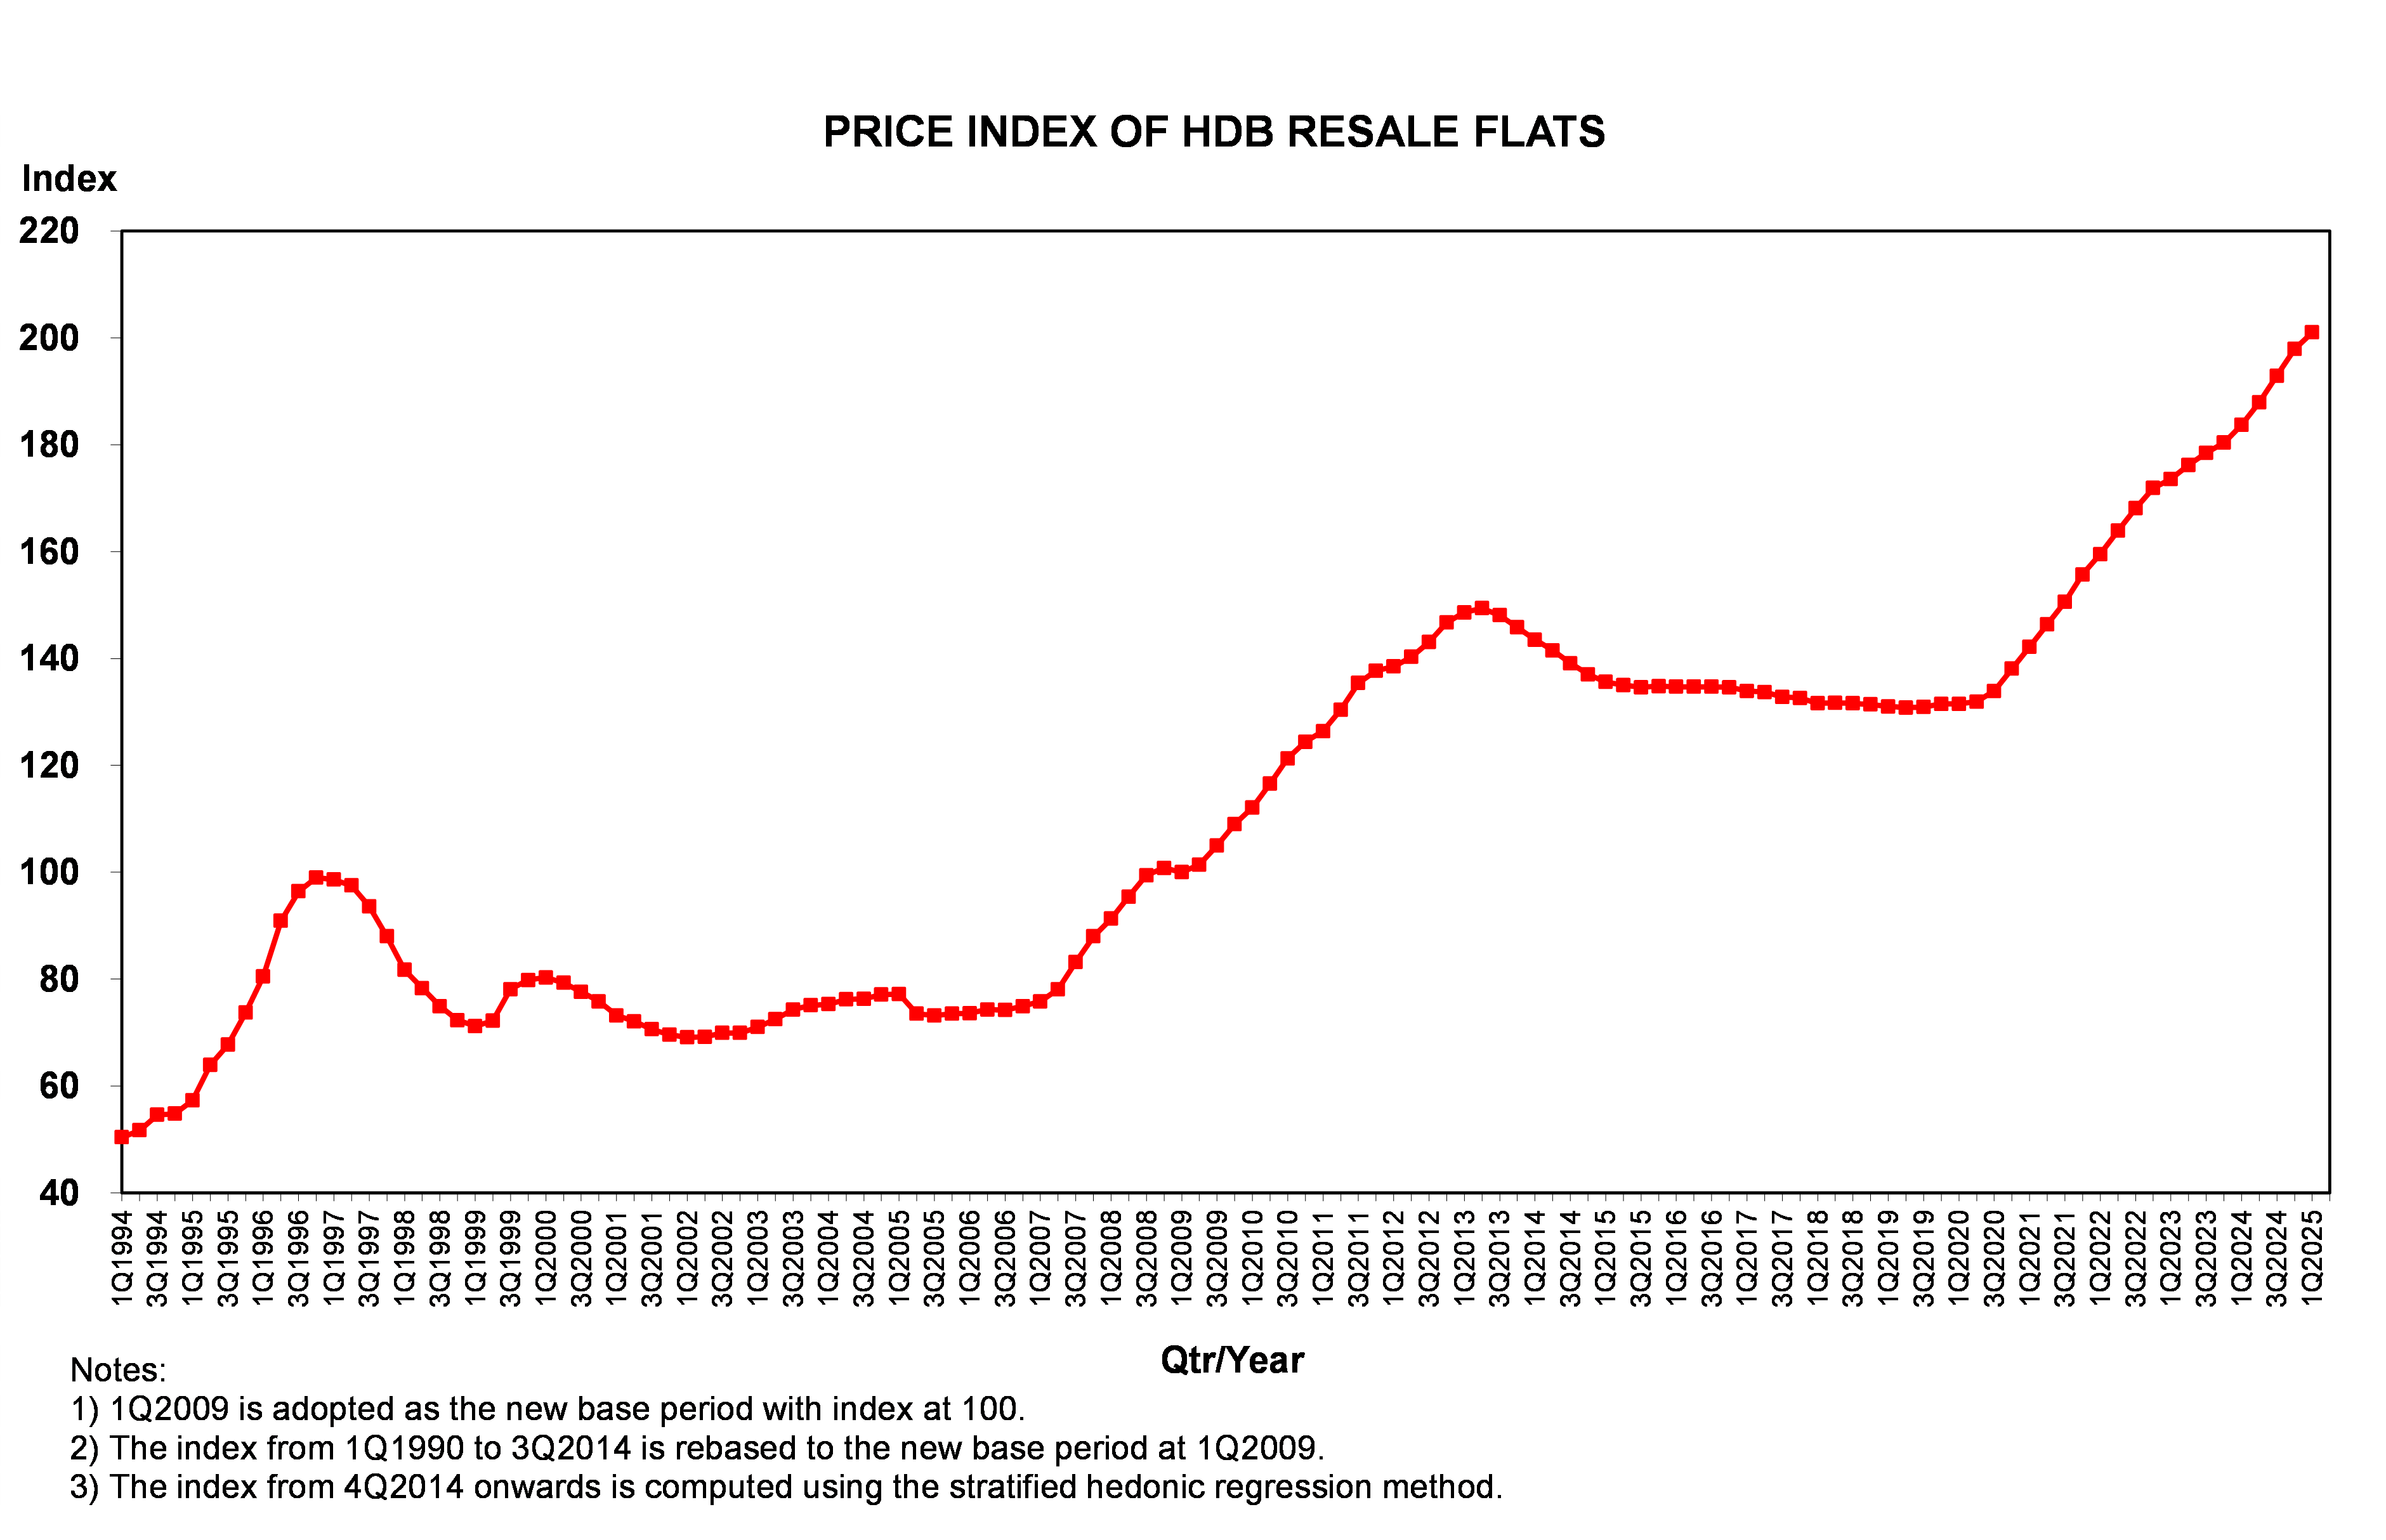 PRICE INDEX OF HDB RESALE FLATS
Index
220
200
180
160
140
120
100
80
60
40
1Q1994
3Q1994
1Q1995
3Q1995
1Q1996
3Q1996
1Q1997
3Q1997
1Q1998
3Q1998
1Q1999
3Q1999
1Q2000
3Q2000
1Q2001
3Q2001
1Q2002
3Q2002
1Q2003
3Q2003
1Q2004
3Q2004
1Q2005
3Q2005
1Q2006
3Q2006
1Q2007
3Q2007
1Q2008
3Q2008
1Q2009
3Q2009
1Q2010
3Q2010
1Q2011
3Q2011
1Q2012
3Q2012
1Q2013
3Q2013
1Q2014
3Q2014
1Q2015
3Q2015
1Q2016
3Q2016
1Q2017
3Q2017
1Q2018
3Q2018
1Q2019
3Q2019
1Q2020
3Q2020
1Q2021
3Q2021
1Q2022
3Q2022
1Q2023
3Q2023
1Q2024
3Q2024
1Q2025
Qtr/Year
Notes:
1) 1Q2009 is adopted as the new base period with index at 100.
2) The index from 1Q1990 to 3Q2014 is rebased to the new base period at 1Q2009.
3) The index from 4Q2014 onwards is computed using the stratified hedonic regression method.